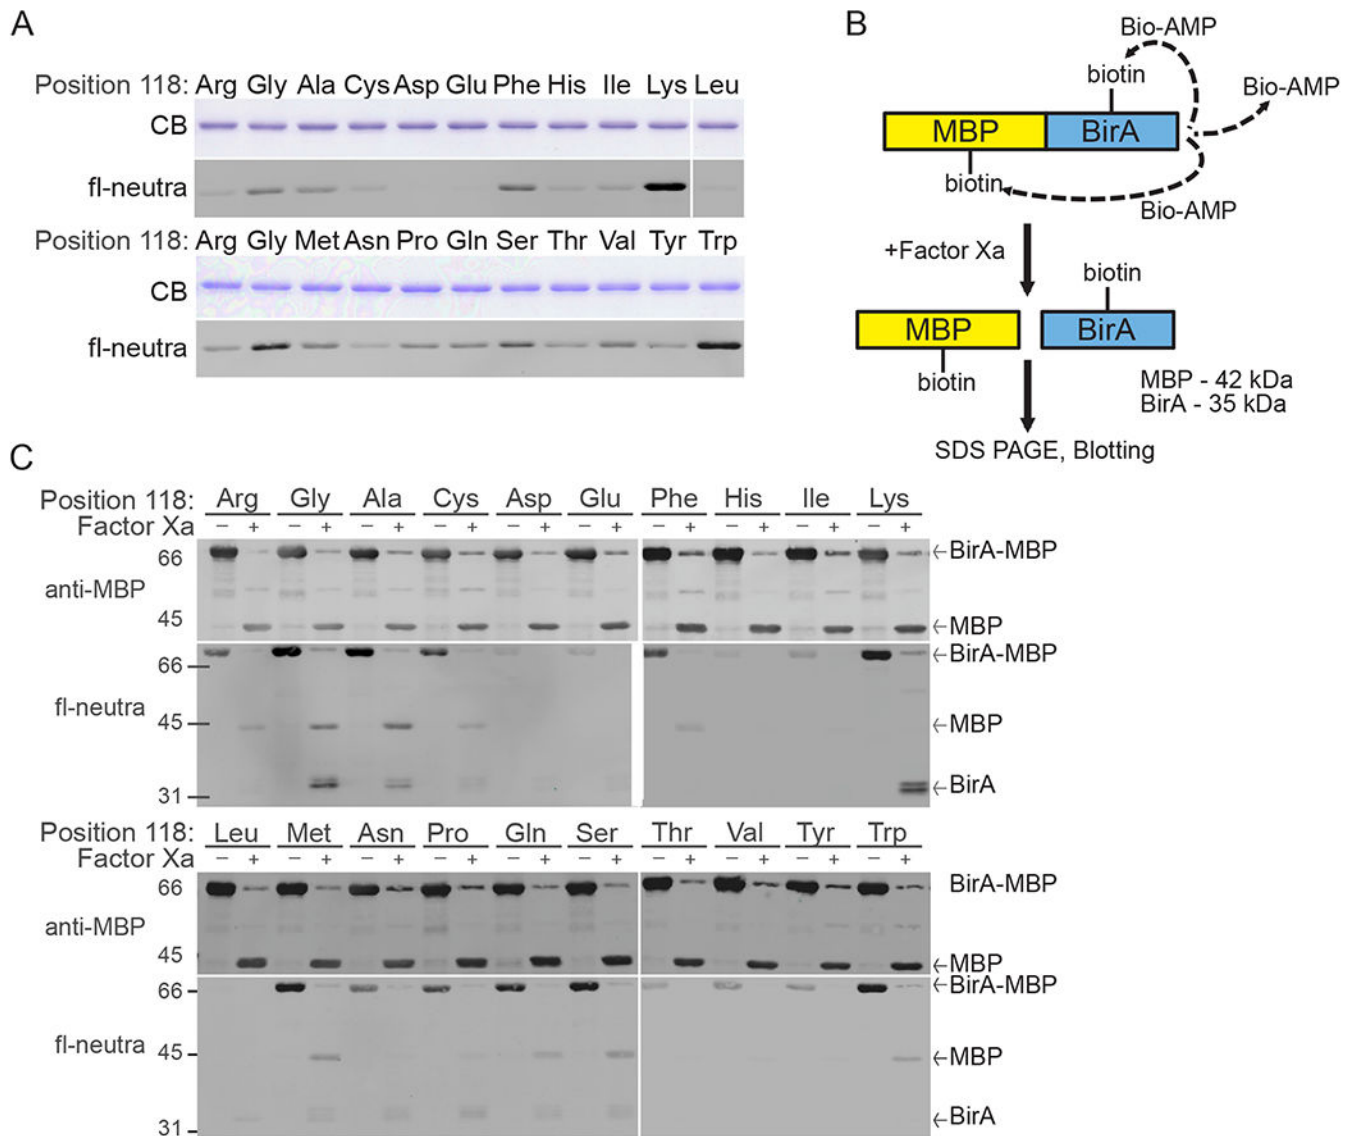 A
Position 118: Arg Gly Ala Cys Asp Glu Phe His Ile Lys Leu
CB
fl-neutra
Position 118: Arg Gly Met Asn Pro Gln Ser Thr Val Tyr Trp
CB
fl-neutra
B
Bio-AMP
biotin
Bio-AMP
MBP BirA
biotin
Bio-AMP
+Factor Xa
biotin
MBP BirA
biotin
MBP - 42 kDa
BirA - 35 kDa
SDS PAGE, Blotting
C
Position 118: Arg Gly Ala Cys Asp Glu Phe His Ile Lys
Factor Xa − + − + − + − + − + − + − + − + − + − +
66 ←BirA-MBP
anti-MBP
45 ←MBP
←BirA-MBP
66
fl-neutra
45 ←MBP
31 ←BirA
Position 118: Leu Met Asn Pro Gln Ser Thr Val Tyr Trp
Factor Xa − + − + − + − + − + − + − + − + − + − +
66 BirA-MBP
anti-MBP
45 ←MBP
66 ←BirA-MBP
fl-neutra
45 ←MBP
31 ←BirA